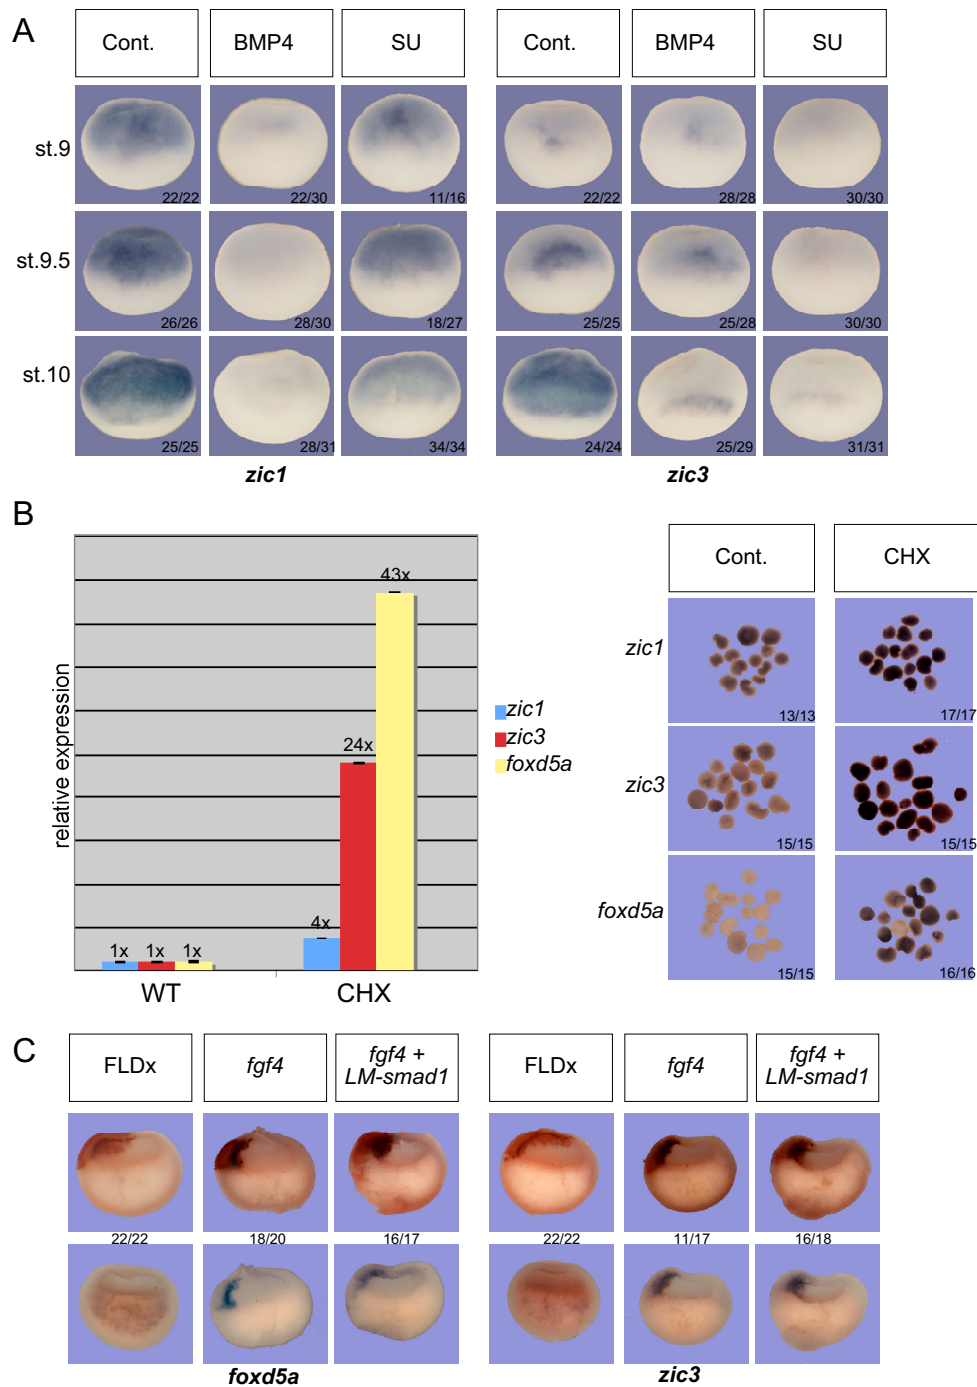 A
Cont. BMP4 SU Cont. BMP4 SU
st.9
22/22 22/30 11/16 22/22 28/28 30/30
st.9.5
26/26 28/30 18/27 25/25 25/28 30/30
st.10
25/25 28/31 34/34 24/24 25/29 31/31
zic1 zic3
B
relative expression
1x 1x 1x 4x 24x 43x
WT CHX
zic1
zic3
foxd5a
Cont. CHX
zic1
13/13 17/17
zic3
15/15 15/15
foxd5a
15/15 16/16
C
FLDx fgf4 fgf4 + LM-smad1 FLDx fgf4 fgf4 + LM-smad1
22/22 18/20 16/17 22/22 11/17 16/18
foxd5a zic3